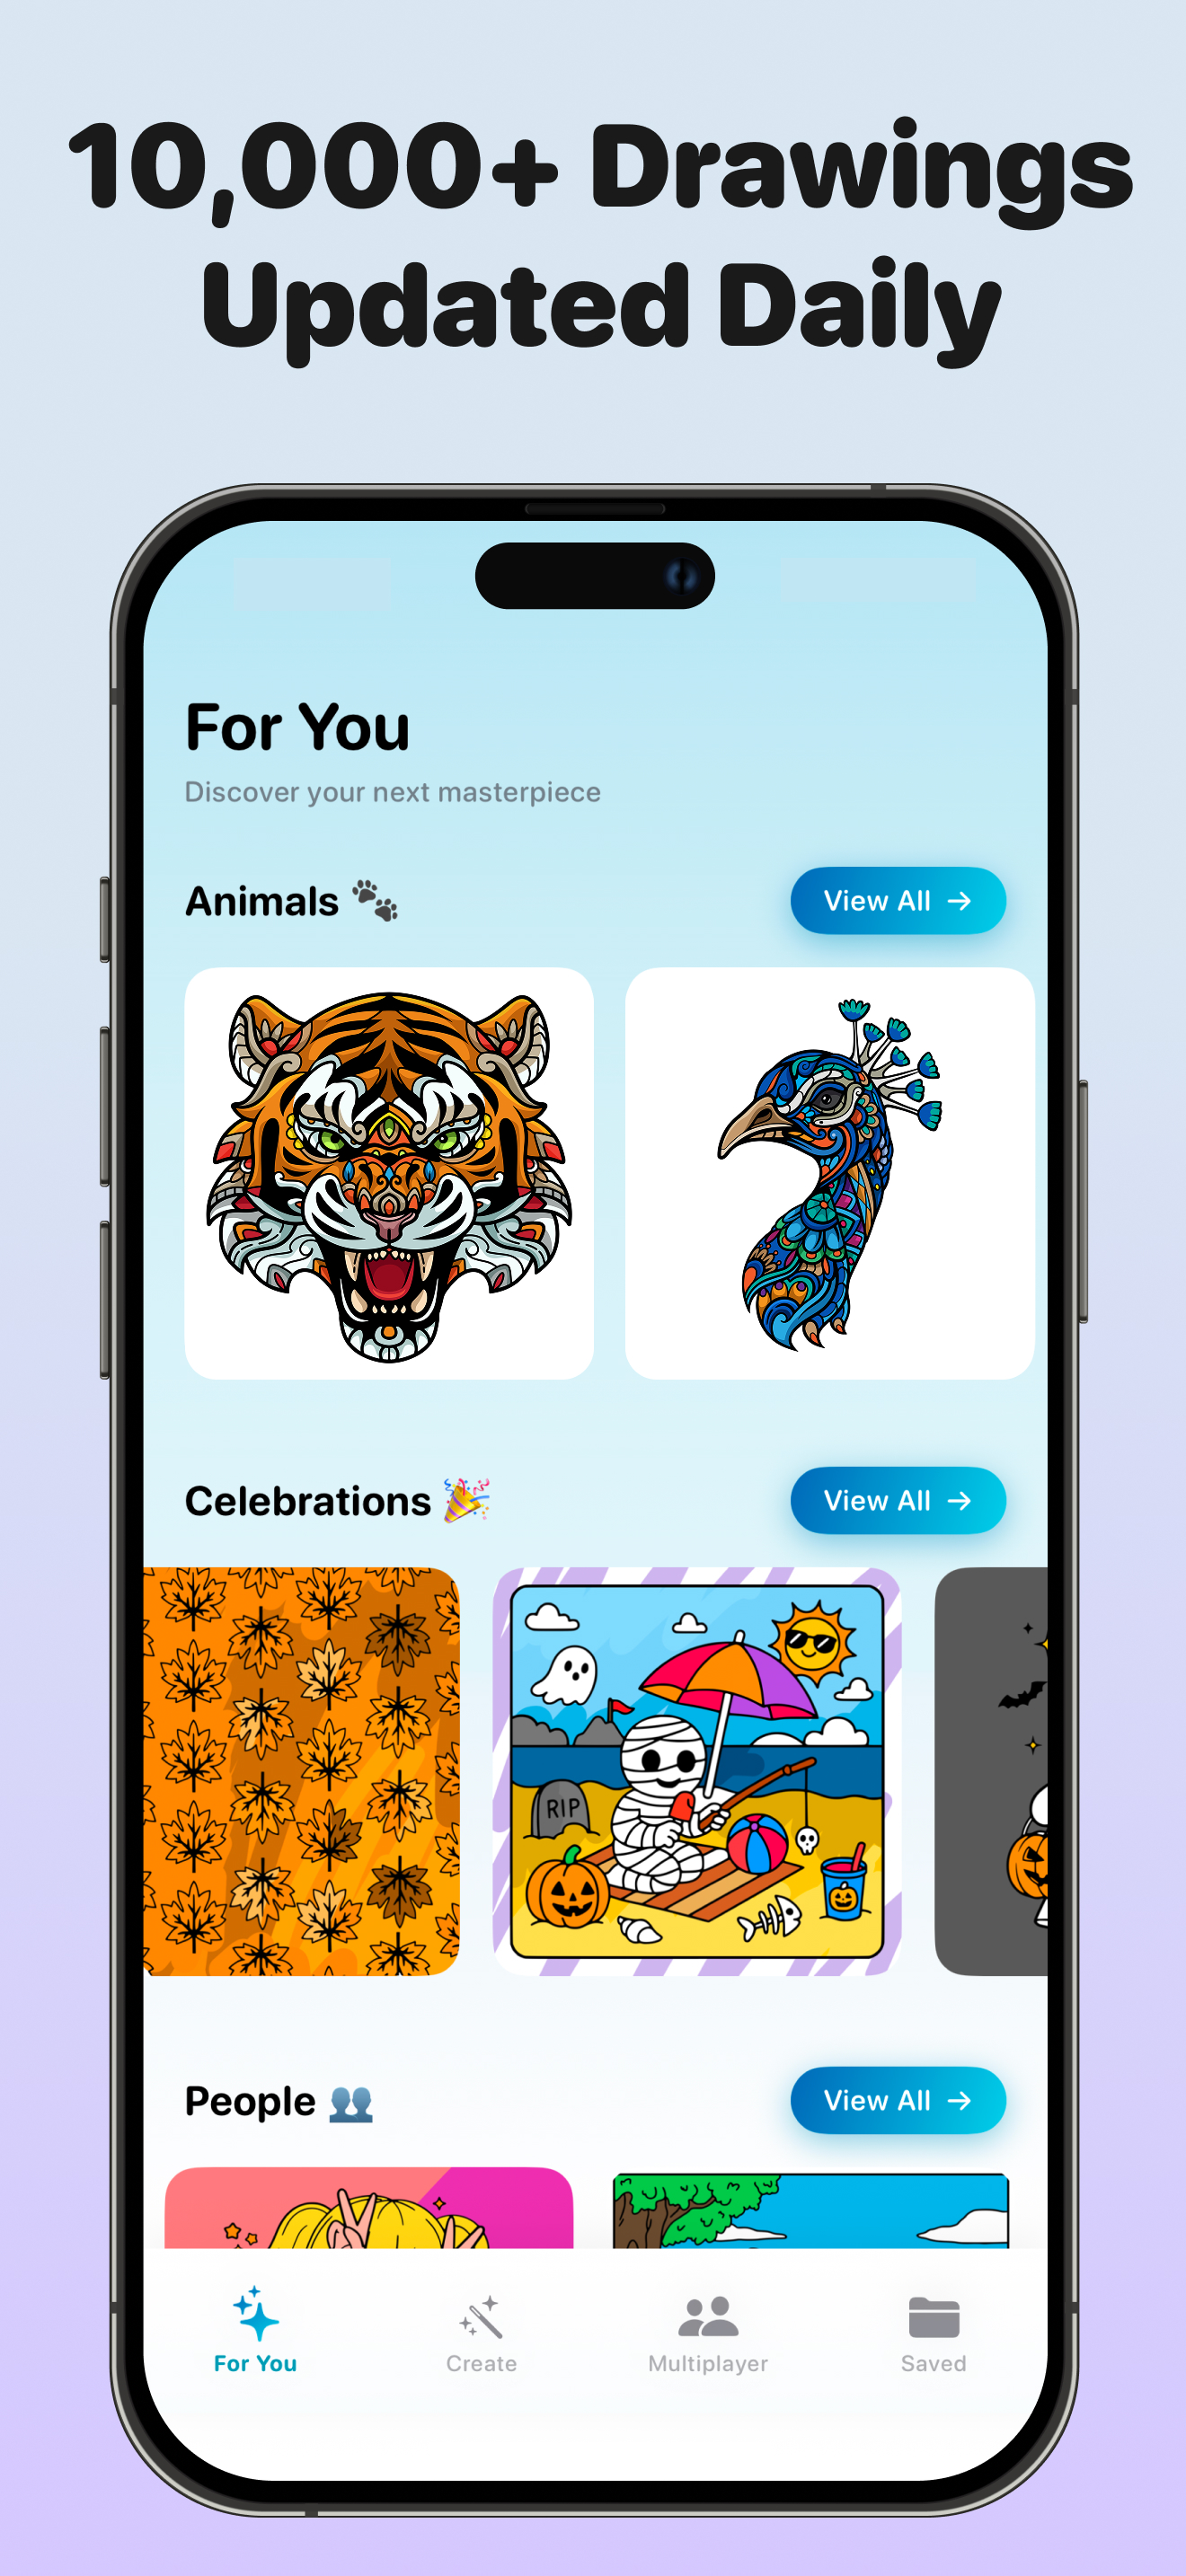 10,000+ Drawings
Updated Daily
For You
Discover your next masterpiece
Animals 🐾
View All →
Celebrations 🎉
View All →
RIP
People 👥
View All →
For You
Create
Multiplayer
Saved